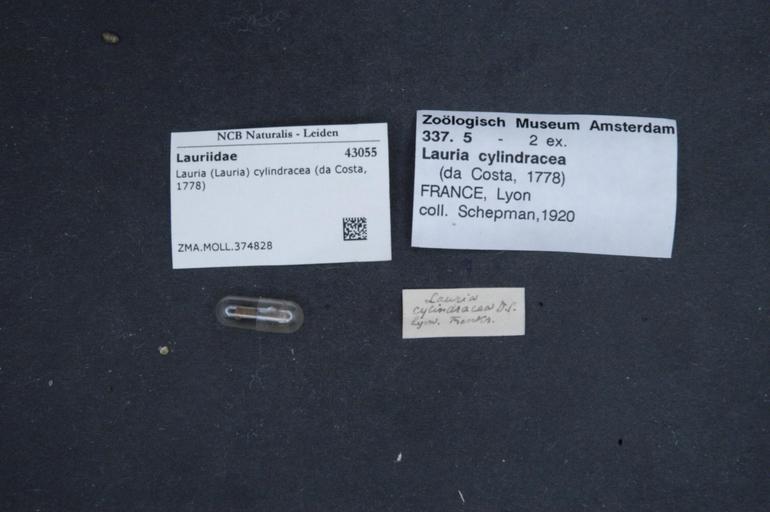 NCB Naturalis - Leiden
Lauriidae 43055
Lauria (Lauria) cylindracea (da Costa,
1778)
ZMA.MOLL.374828
Zoölogisch Museum Amsterdam
337. 5 - 2 ex.
Lauria cylindracea
(da Costa, 1778)
FRANCE, Lyon
coll. Schepman,1920
Lauria
cylindracea D.C.
Lyon.